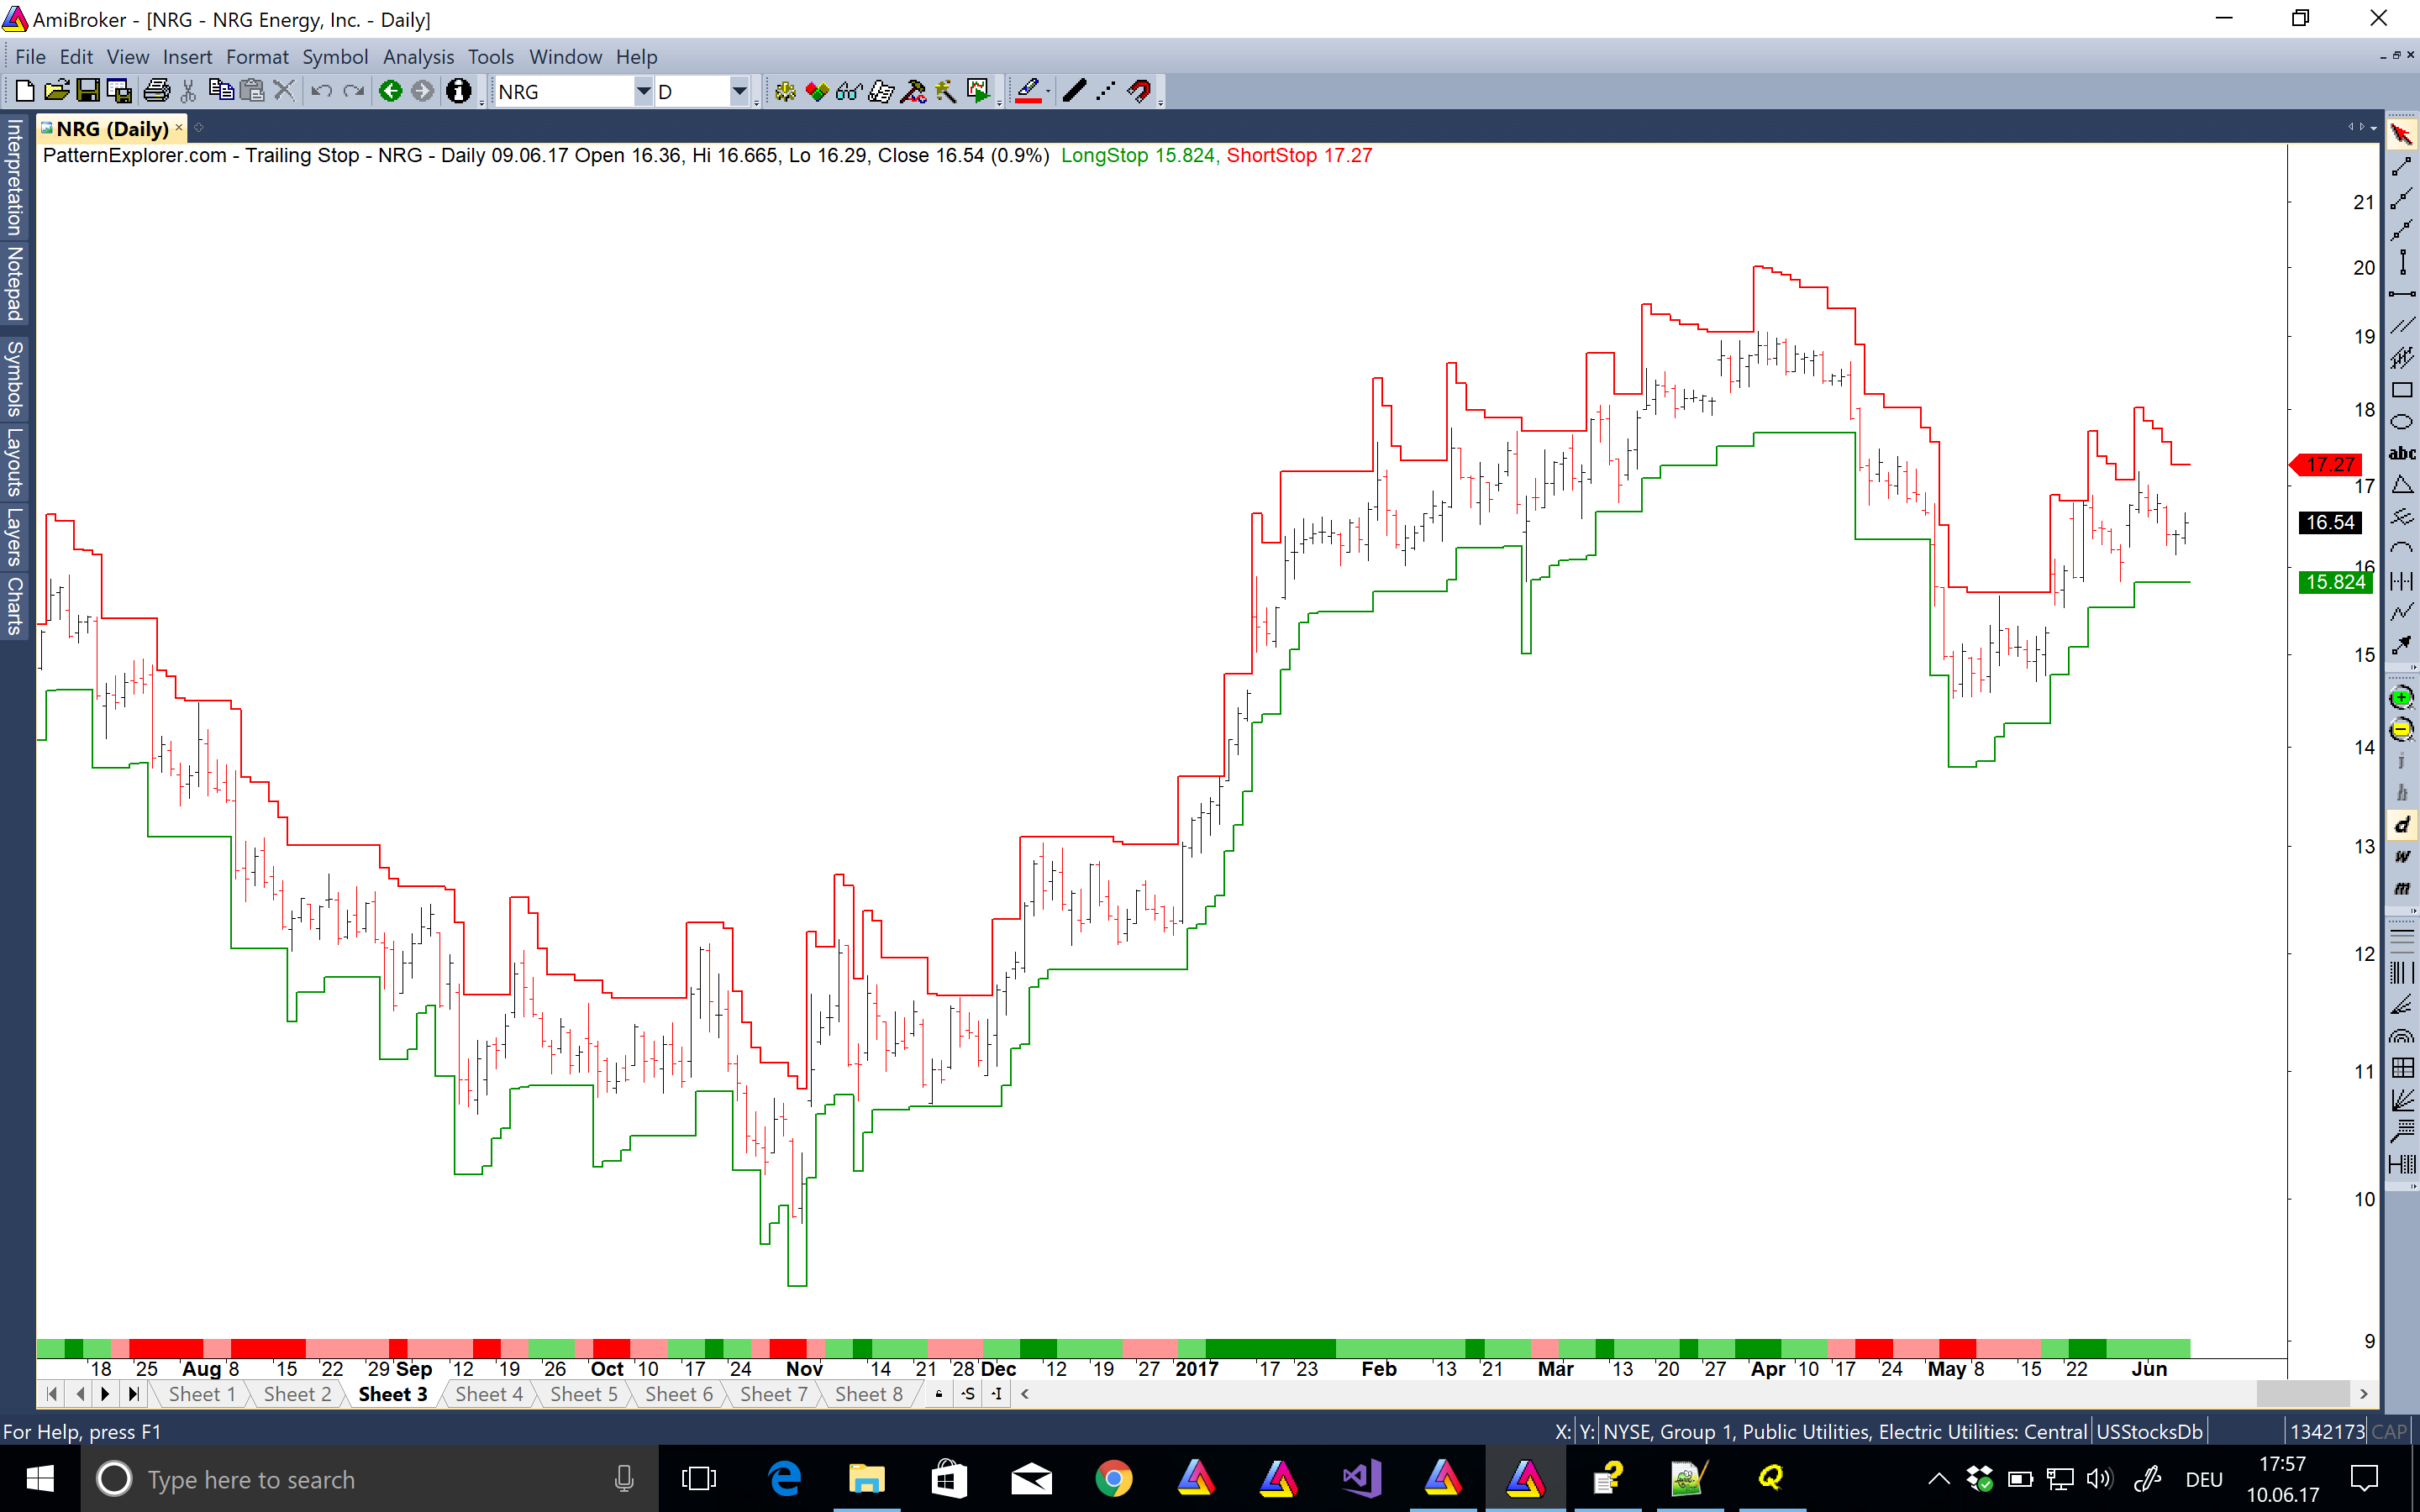 AmiBroker - [NRG - NRG Energy, Inc. - Daily]
File Edit View Insert Format Symbol Analysis Tools Window Help
NRG D
NRG (Daily)
PatternExplorer.com - Trailing Stop - NRG - Daily 09.06.17 Open 16.36, Hi 16.665, Lo 16.29, Close 16.54 (0.9%) LongStop 15.824, ShortStop 17.27
Interpretation
Notepad
Symbols
Layouts
Layers
Charts
21
20
19
18
17.27
17
16.54
16
15.824
15
14
13
12
11
10
9
abc
i
h
d
w
m
H
18 25 Aug 8 15 22 29 Sep 12 19 26 Oct 10 17 24 Nov 14 21 28 Dec 12 19 27 2017 17 23 Feb 13 21 Mar 13 20 27 Apr 10 17 24 May 8 15 22 Jun
Sheet 1 Sheet 2 Sheet 3 Sheet 4 Sheet 5 Sheet 6 Sheet 7 Sheet 8 -S -I
For Help, press F1
X: Y: NYSE, Group 1, Public Utilities, Electric Utilities: Central USStocksDb 1342173 CAP
Type here to search
DEU
17:57
10.06.17